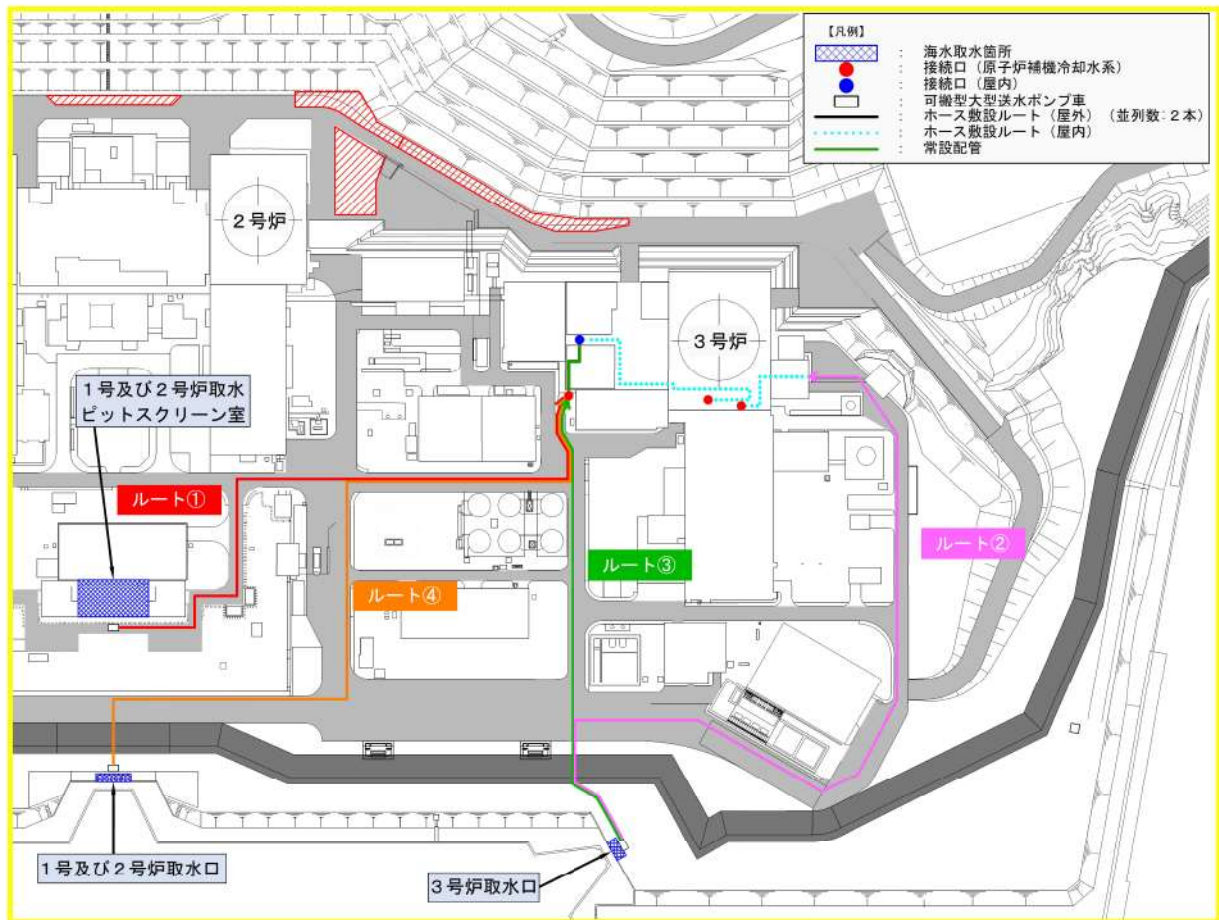 【凡例】
： 海水取水箇所
： 接続口（原子炉補機冷却水系）
： 接続口（屋内）
： 可搬型大型送水ポンプ車
： ホース敷設ルート（屋外）（並列数：２本）
： ホース敷設ルート（屋内）
： 常設配管
２号炉
３号炉
１号及び２号炉取水
ピットスクリーン室
ルート①
ルート②
ルート③
ルート④
１号及び２号炉取水口
３号炉取水口